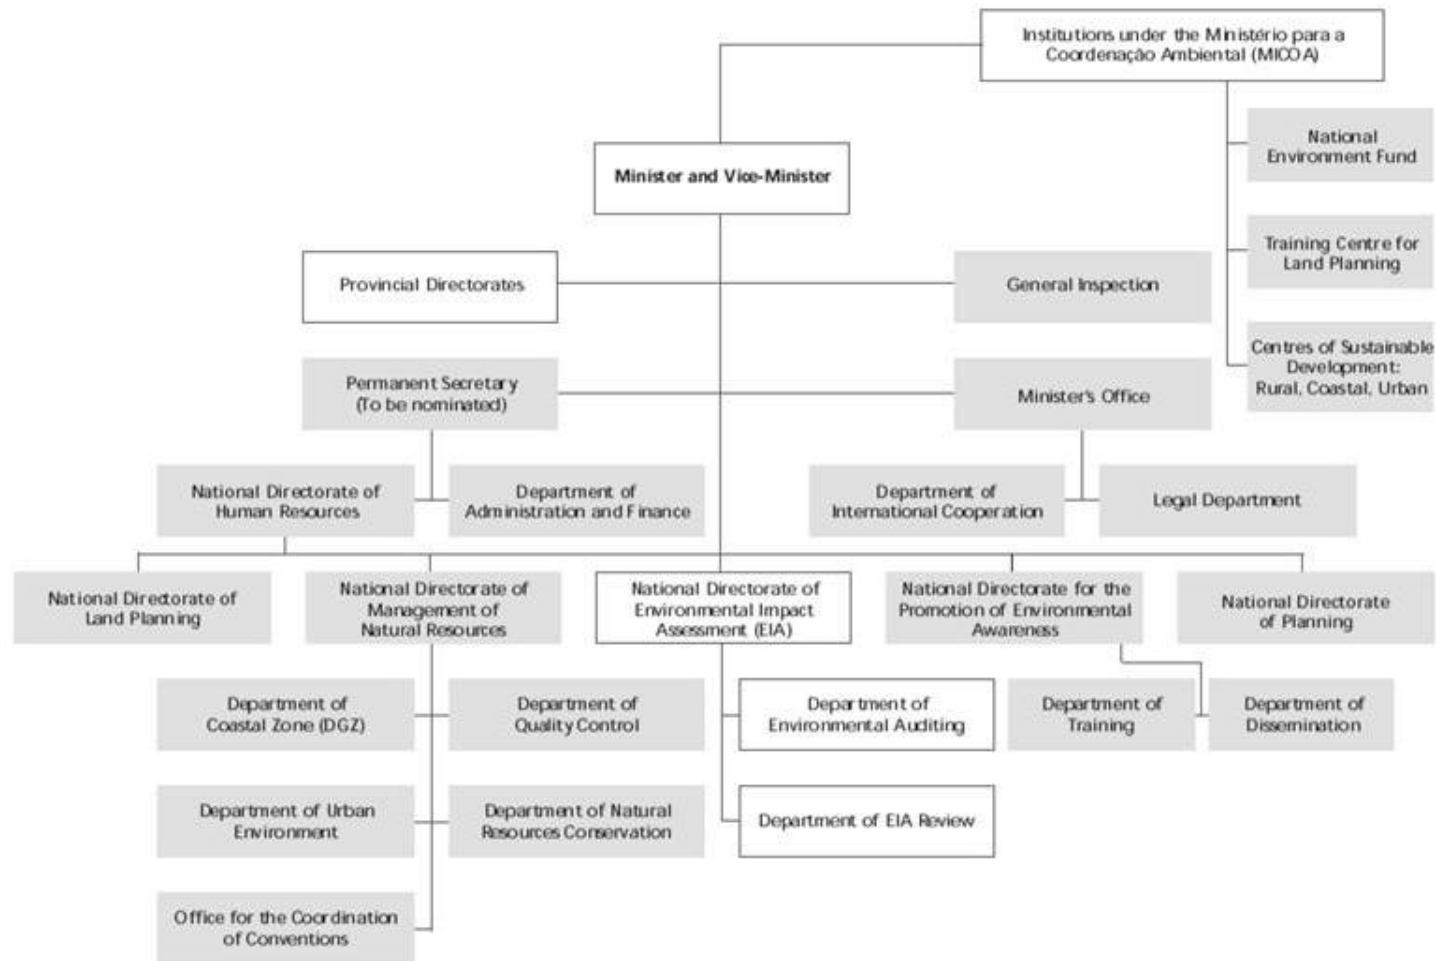 Institutions under the Ministério para a
Coordenação Ambiental (MICOA)
National
Environment Fund
Minister and Vice-Minister
Training Centre for
Land Planning
Provincial Directorates
General Inspection
Centres of Sustainable
Development:
Rural, Coastal, Urban
Permanent Secretary
(To be nominated)
Minister's Office
National Directorate of
Human Resources
Department of
Administration and Finance
Department of
International Cooperation
Legal Department
National Directorate of
Land Planning
National Directorate of
Management of
Natural Resources
National Directorate of
Environmental Impact
Assessment (EIA)
National Directorate for the
Promotion of Environmental
Awareness
National Directorate
of Planning
Department of
Coastal Zone (DGZ)
Department of
Quality Control
Department of
Environmental Auditing
Department of
Training
Department of
Dissemination
Department of Urban
Environment
Department of Natural
Resources Conservation
Department of EIA Review
Office for the Coordination
of Conventions